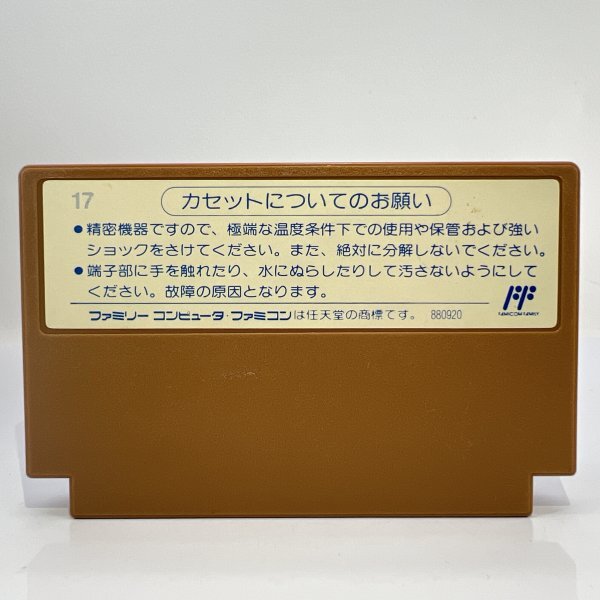 17
カセットについてのお願い
●精密機器ですので、極端な温度条件下での使用や保管および強い
ショックをさけてください。また、絶対に分解しないでください。
●端子部に手を触れたり、水にぬらしたりして汚さないようにして
ください。故障の原因となります。
ファミリー コンピュータ・ファミコンは任天堂の商標です。 880920
FF
FAMICOM FAMILY